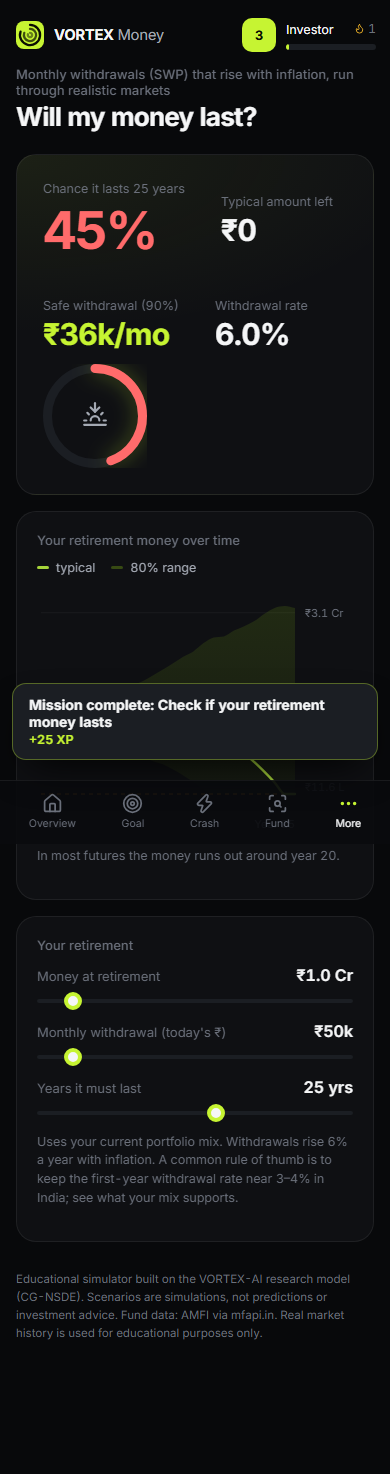 VORTEX Money
3
Investor
1
Monthly withdrawals (SWP) that rise with inflation, run
through realistic markets
Will my money last?
Chance it lasts 25 years
45%
Typical amount left
₹0
Safe withdrawal (90%)
₹36k/mo
Withdrawal rate
6.0%
Your retirement money over time
typical
80% range
₹3.1 Cr
Mission complete: Check if your retirement
money lasts
+25 XP
Overview
Goal
Crash
Fund
More
In most futures the money runs out around year 20.
Your retirement
Money at retirement
₹1.0 Cr
Monthly withdrawal (today's ₹)
₹50k
Years it must last
25 yrs
Uses your current portfolio mix. Withdrawals rise 6%
a year with inflation. A common rule of thumb is to
keep the first-year withdrawal rate near 3–4% in
India; see what your mix supports.
Educational simulator built on the VORTEX-AI research model
(CG-NSDE). Scenarios are simulations, not predictions or
investment advice. Fund data: AMFI via mfapi.in. Real market
history is used for educational purposes only.